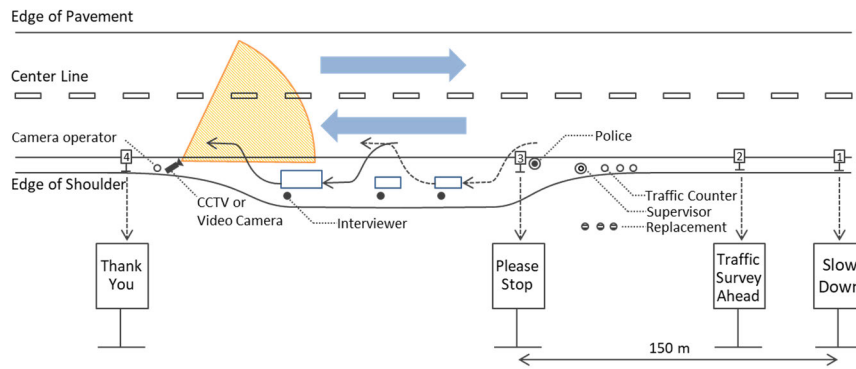 Edge of Pavement
Center Line
Camera operator
Police
4
3
2
1
Edge of Shoulder
CCTV or
Video Camera
Interviewer
Traffic Counter
Supervisor
Replacement
Thank
You
Please
Stop
Traffic
Survey
Ahead
Slow
Down
150 m